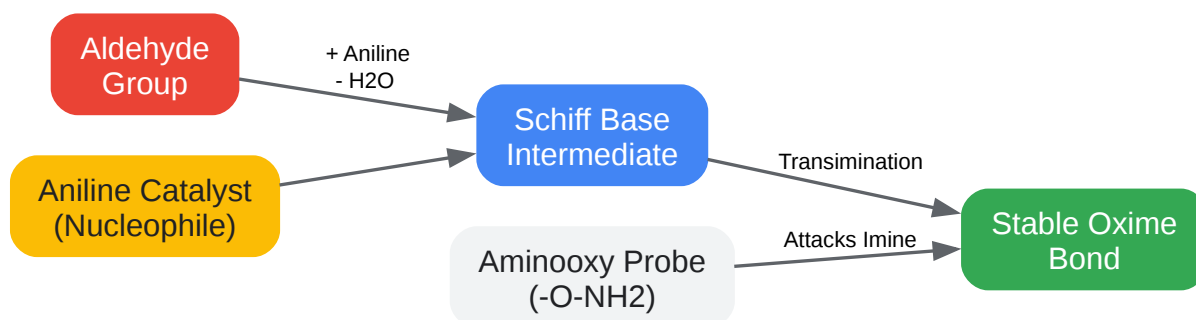 Aldehyde
Group
+ Aniline
- H2O
Schiff Base
Intermediate
Aniline Catalyst
(Nucleophile)
Transimination
Aminooxy Probe
(-O-NH2)
Attacks Imine
Stable Oxime
Bond